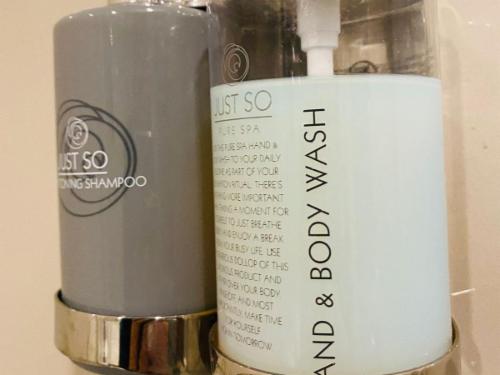 JUST SO
TONING SHAMPOO
JUST SO
PURE SPA
THE PURE SPA HAND &
WASH TO YOUR DAILY
AS PART OF YOUR
RITUAL. THERE'S
MORE IMPORTANT
A MOMENT FOR
TO JUST BREATHE
AND ENJOY A BREAK
YOUR BUSY LIFE. USE
DOLLOP OF THIS
PRODUCT AND
OVER YOUR BODY.
AND MOST
MAKE TIME
YOURSELF
TOMORROW.
AND & BODY WASH